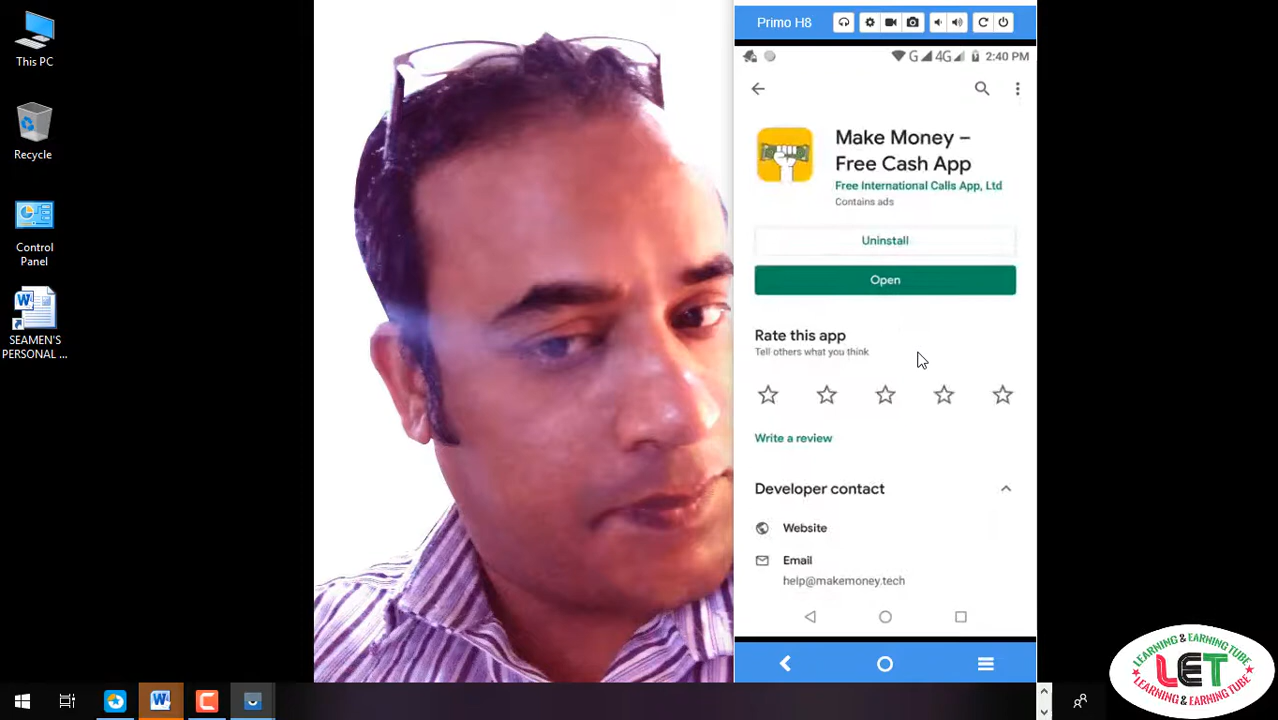 This PC
Recycle
Control
Panel
SEAMEN'S
PERSONAL ...
Primo H8
G 4G 2:40 PM
Make Money –
Free Cash App
Free International Calls App, Ltd
Contains ads
Uninstall
Open
Rate this app
Tell others what you think
Write a review
Developer contact
Website
Email
help@makemoney.tech
LEARNING & EARNING TUBE
LET
LEARNING & EARNING TUBE